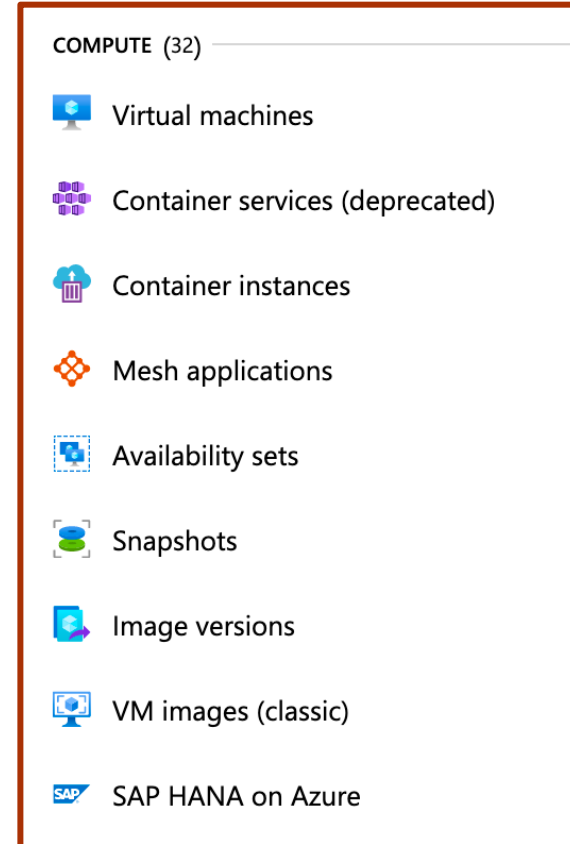 COMPUTE (32)
Virtual machines
Container services (deprecated)
Container instances
Mesh applications
Availability sets
Snapshots
Image versions
VM images (classic)
SAP SAP HANA on Azure